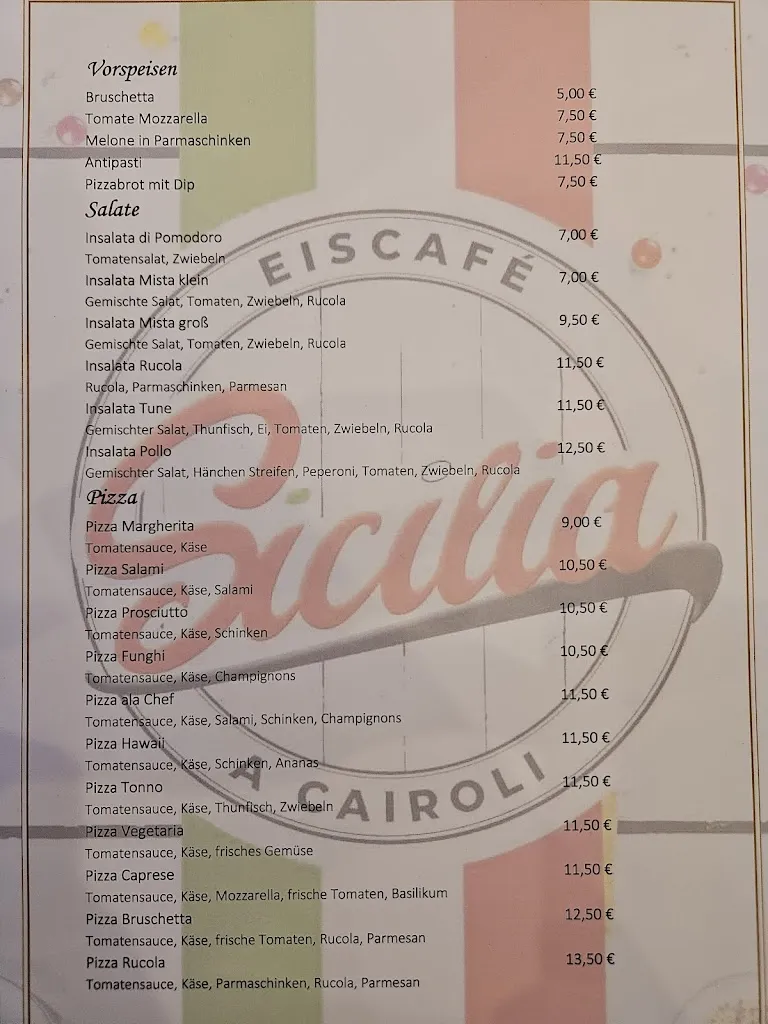 Vorspeisen
Bruschetta 5,00 €
Tomate Mozzarella 7,50 €
Melone in Parmaschinken 7,50 €
Antipasti 11,50 €
Pizzabrot mit Dip 7,50 €
Salate
Insalata di Pomodoro 7,00 €
Tomatensalat, Zwiebeln
Insalata Mista klein 7,00 €
Gemischte Salat, Tomaten, Zwiebeln, Rucola
Insalata Mista groß 9,50 €
Gemischte Salat, Tomaten, Zwiebeln, Rucola
Insalata Rucola 11,50 €
Rucola, Parmaschinken, Parmesan
Insalata Tune 11,50 €
Gemischter Salat, Thunfisch, Ei, Tomaten, Zwiebeln, Rucola
Insalata Pollo 12,50 €
Gemischter Salat, Hänchen Streifen, Peperoni, Tomaten, Zwiebeln, Rucola
Pizza
Pizza Margherita 9,00 €
Tomatensauce, Käse
Pizza Salami 10,50 €
Tomatensauce, Käse, Salami
Pizza Prosciutto 10,50 €
Tomatensauce, Käse, Schinken
Pizza Funghi 10,50 €
Tomatensauce, Käse, Champignons
Pizza ala Chef 11,50 €
Tomatensauce, Käse, Salami, Schinken, Champignons
Pizza Hawaii 11,50 €
Tomatensauce, Käse, Schinken, Ananas
Pizza Tonno 11,50 €
Tomatensauce, Käse, Thunfisch, Zwiebeln
Pizza Vegetaria 11,50 €
Tomatensauce, Käse, frisches Gemüse
Pizza Caprese 11,50 €
Tomatensauce, Käse, Mozzarella, frische Tomaten, Basilikum
Pizza Bruschetta 12,50 €
Tomatensauce, Käse, frische Tomaten, Rucola, Parmesan
Pizza Rucola 13,50 €
Tomatensauce, Käse, Parmaschinken, Rucola, Parmesan
EISCAFÉ
Sicilia
A CAIROLI